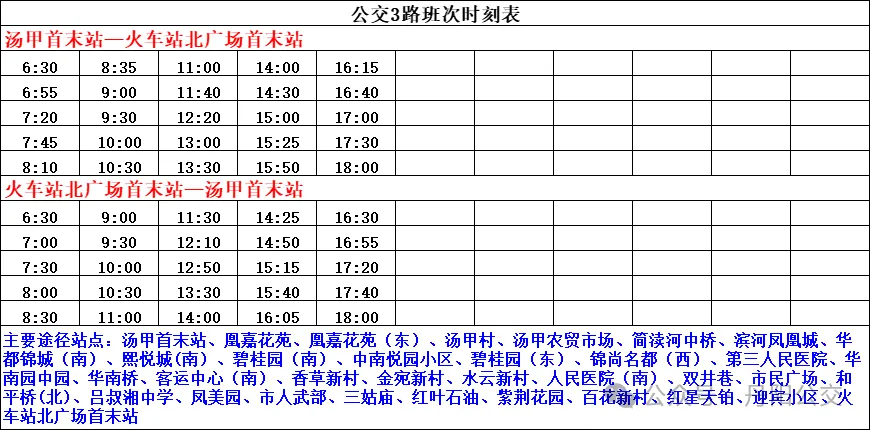 公交3路班次时刻表
汤甲首末站—火车站北广场首末站
6:30 8:35 11:00 14:00 16:15
6:55 9:00 11:40 14:30 16:40
7:20 9:30 12:20 15:00 17:00
7:45 10:00 13:00 15:25 17:30
8:10 10:30 13:30 15:50 18:00
火车站北广场首末站—汤甲首末站
6:30 9:00 11:30 14:25 16:30
7:00 9:30 12:10 14:50 16:55
7:30 10:00 12:50 15:15 17:20
8:00 10:30 13:30 15:40 17:40
8:30 11:00 14:00 16:05 18:00
主要途径站点：汤甲首末站、凰嘉花苑、凰嘉花苑（东）、汤甲村、汤甲农贸市场、简渎河中桥、滨河凤凰城、华
都锦城（南）、熙悦城(南)、碧桂园（南）、中南悦园小区、碧桂园（东）、锦尚名都（西）、第三人民医院、华
南园中园、华南桥、客运中心（南）、香草新村、金宛新村、水云新村、人民医院（南）、双井巷、市民广场、和
平桥(北)、吕叔湘中学、凤美园、市人武部、三姑庙、红叶石油、紫荆花园、百花新村、红星天铂、迎春小区、火
车站北广场首末站
公众号